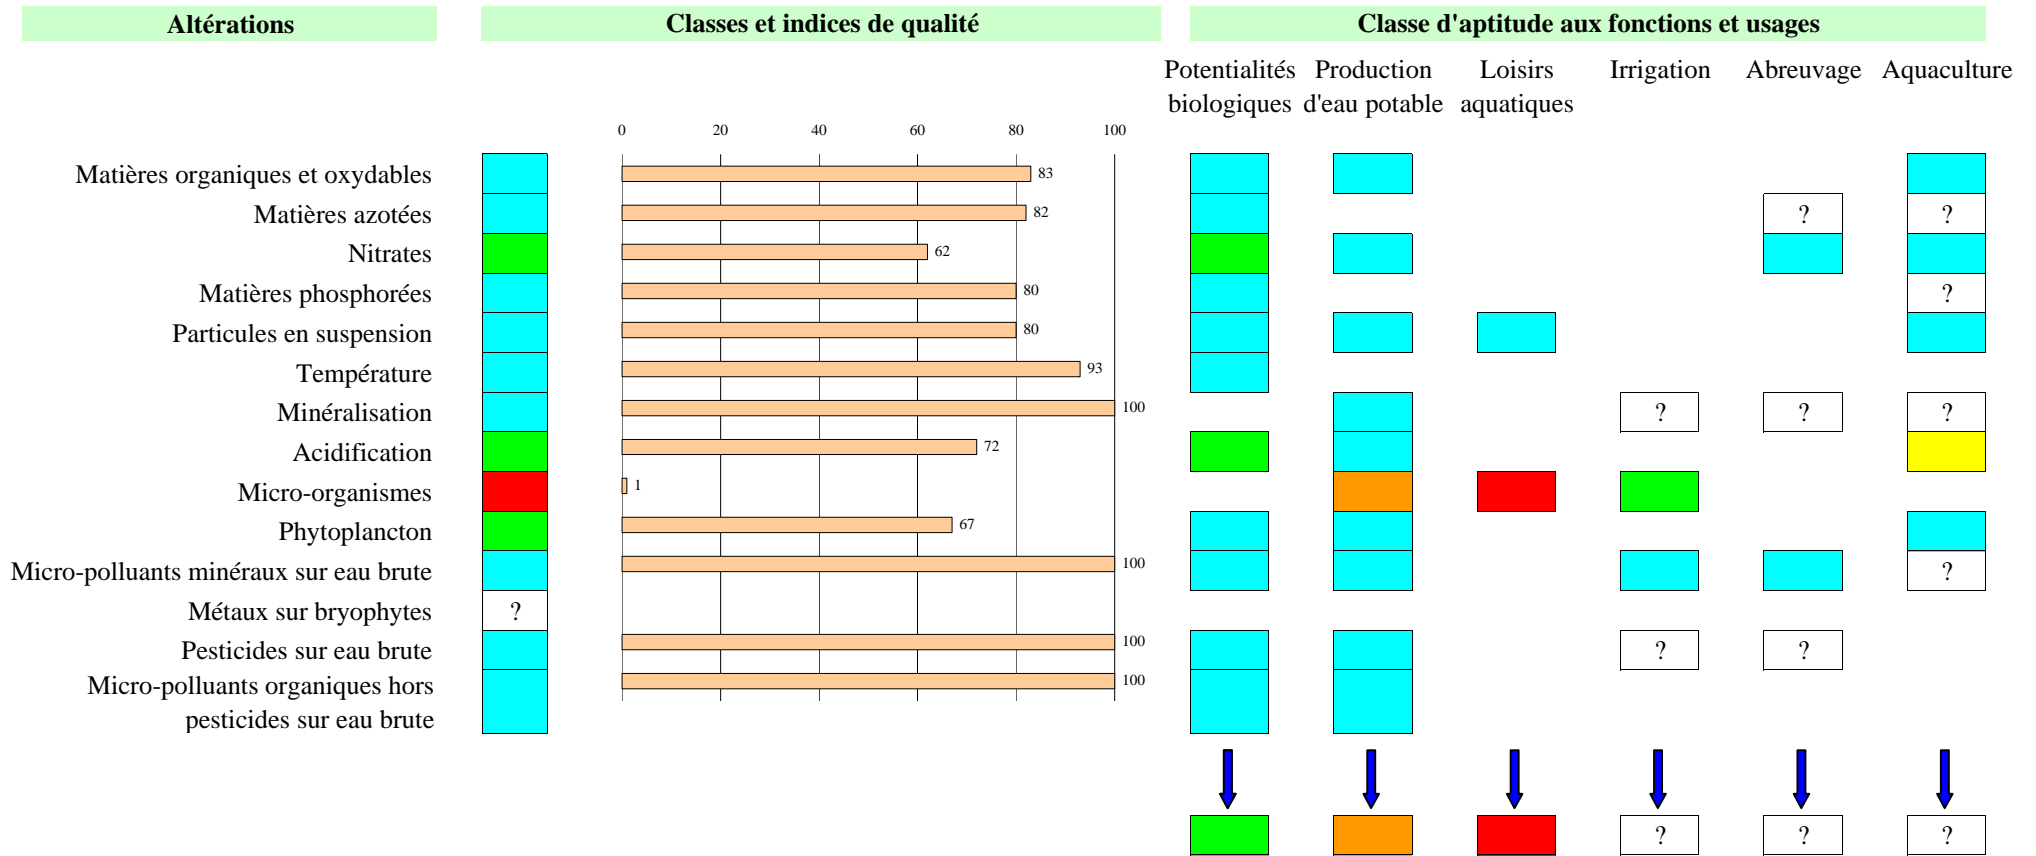 Altérations Classes et indices de qualité Classe d'aptitude aux fonctions et usages
Potentialités Production Loisirs Irrigation Abreuvage Aquaculture
biologiques d'eau potable aquatiques
0 20 40 60 80 100
Matières organiques et oxydables 83
Matières azotées 82 ? ?
Nitrates 62
Matières phosphorées 80 ?
Particules en suspension 80
Température 93
Minéralisation 100 ? ? ?
Acidification 72
Micro-organismes 1
Phytoplancton 67
Micro-polluants minéraux sur eau brute 100 ?
Métaux sur bryophytes ?
Pesticides sur eau brute 100 ? ?
Micro-polluants organiques hors 100
pesticides sur eau brute
? ? ?